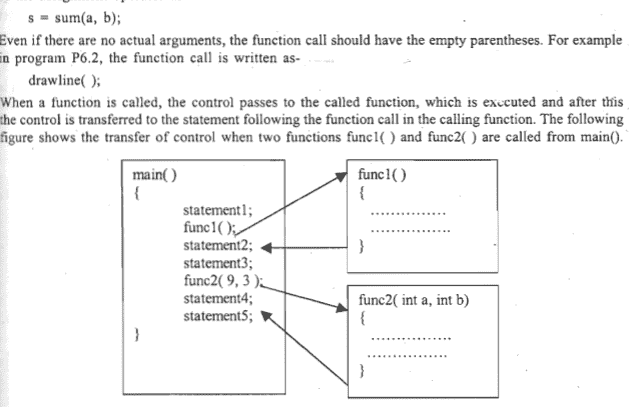 s = sum(a, b);
Even if there are no actual arguments, the function call should have the empty parentheses. For example
in program P6.2, the function call is written as-
drawline( );
When a function is called, the control passes to the called function, which is executed and after this
the control is transferred to the statement following the function call in the calling function. The following
figure shows the transfer of control when two functions func1( ) and func2( ) are called from main().
main( )
{
statement1;
func1( );
statement2;
statement3;
func2( 9, 3 );
statement4;
statement5;
}
func1( )
{
...............
...............
}
func2( int a, int b)
{
...............
...............
}